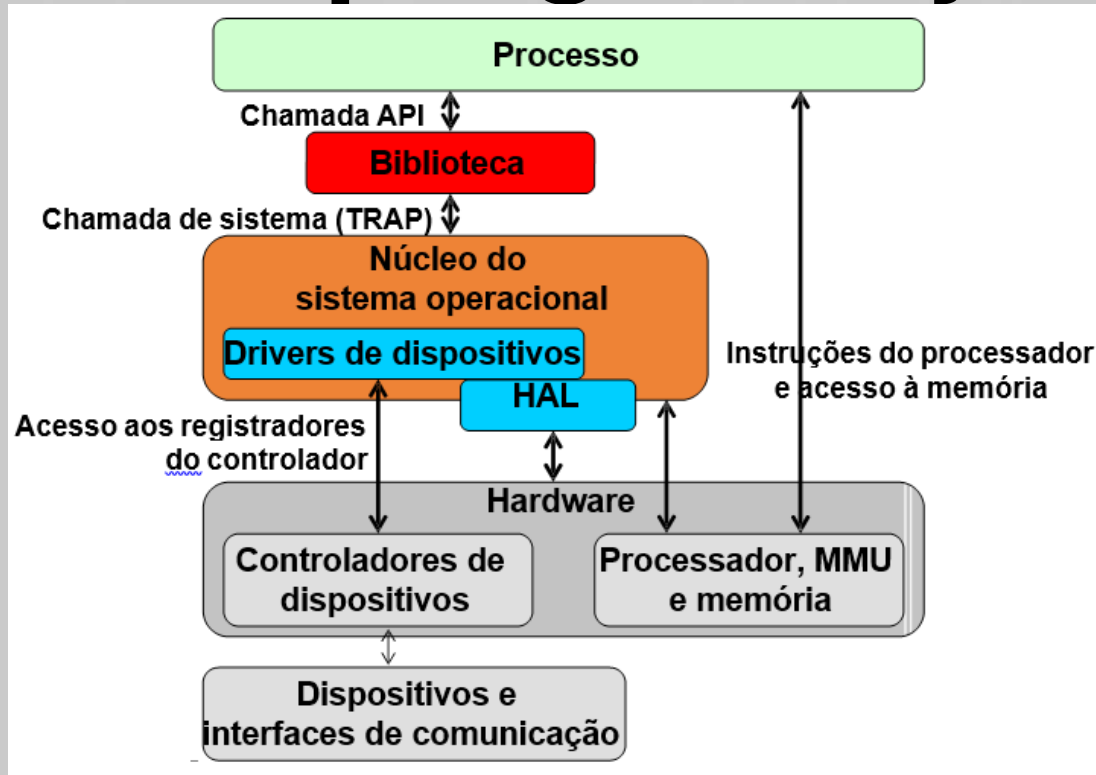 Processo
Chamada API
Biblioteca
Chamada de sistema (TRAP)
Núcleo do
sistema operacional
Drivers de dispositivos
HAL
Instruções do processador
e acesso à memória
Acesso aos registradores
do controlador
Hardware
Controladores de
dispositivos
Processador, MMU
e memória
Dispositivos e
interfaces de comunicação